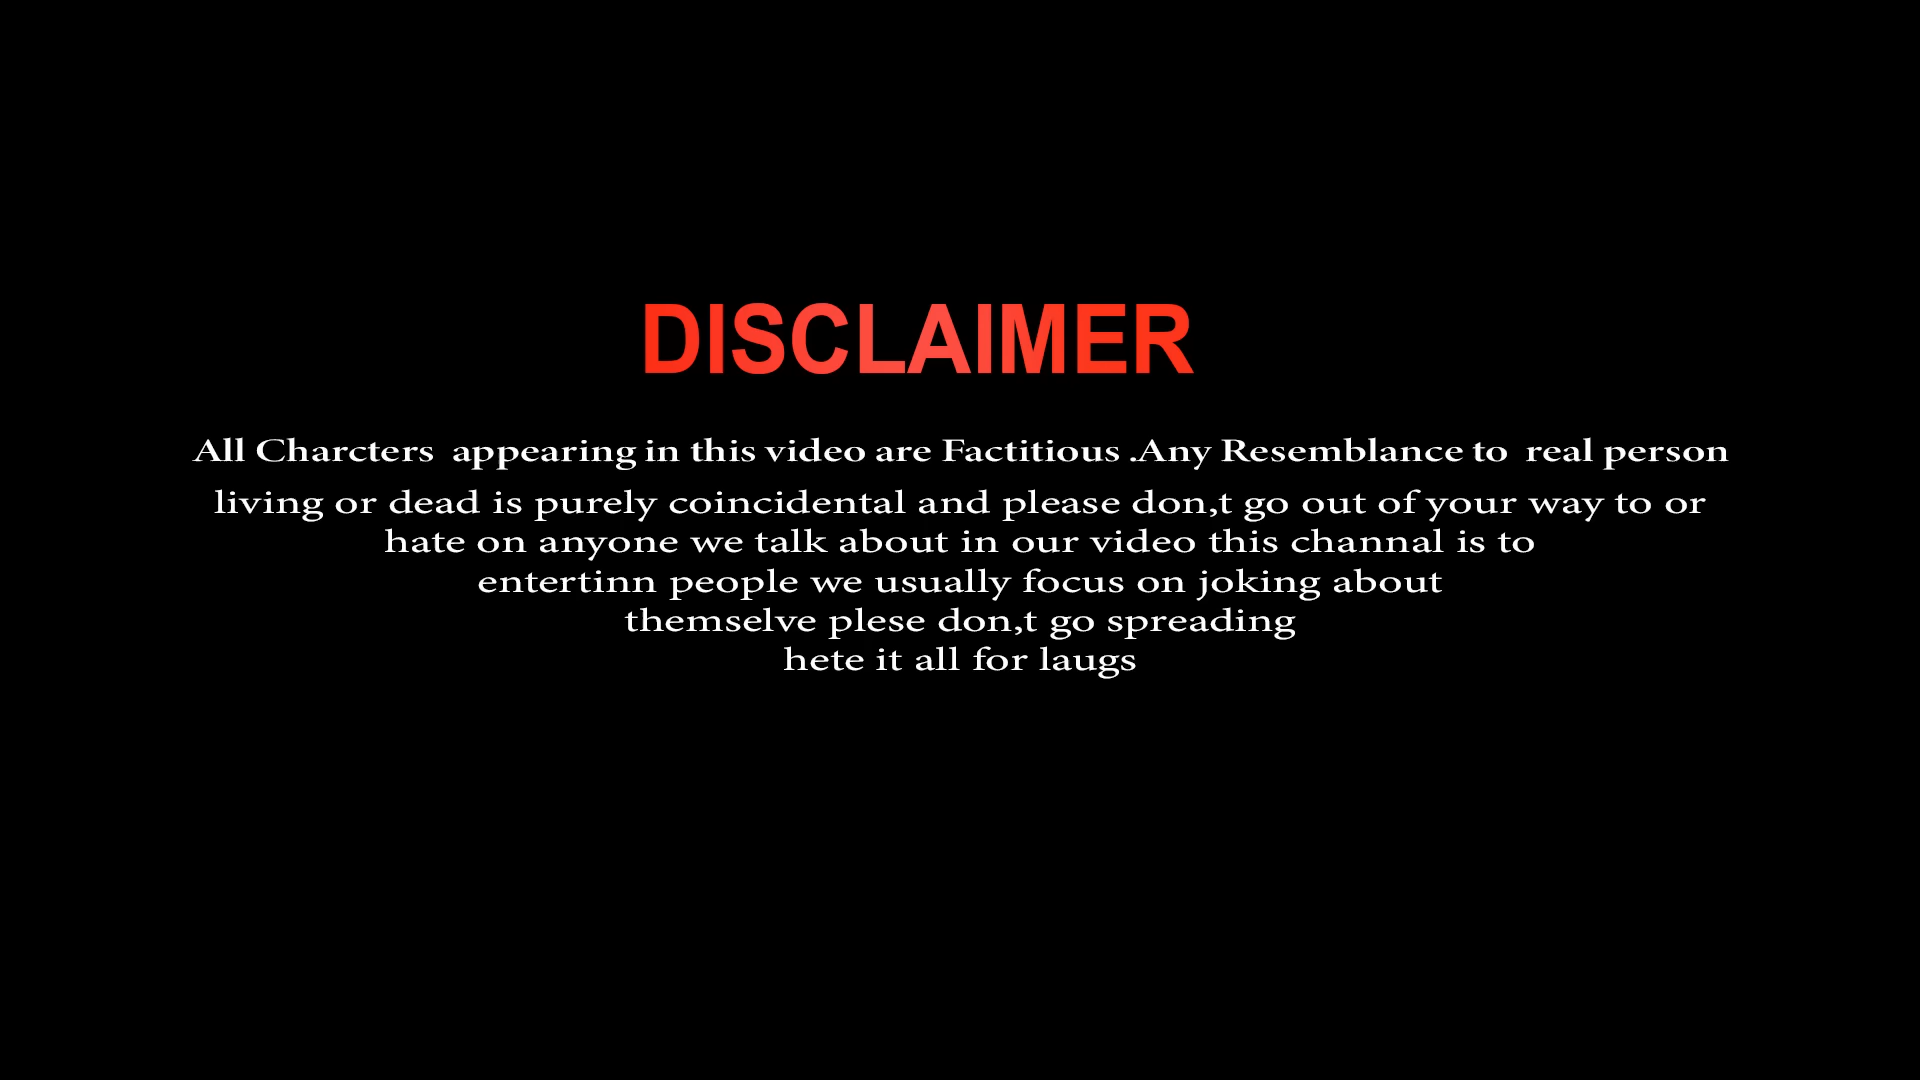 DISCLAIMER
All Charcters appearing in this video are Factitious .Any Resemblance to real person
living or dead is purely coincidental and please don,t go out of your way to or
hate on anyone we talk about in our video this channal is to
entertinn people we usually focus on joking about
themselve plese don,t go spreading
hete it all for laugs